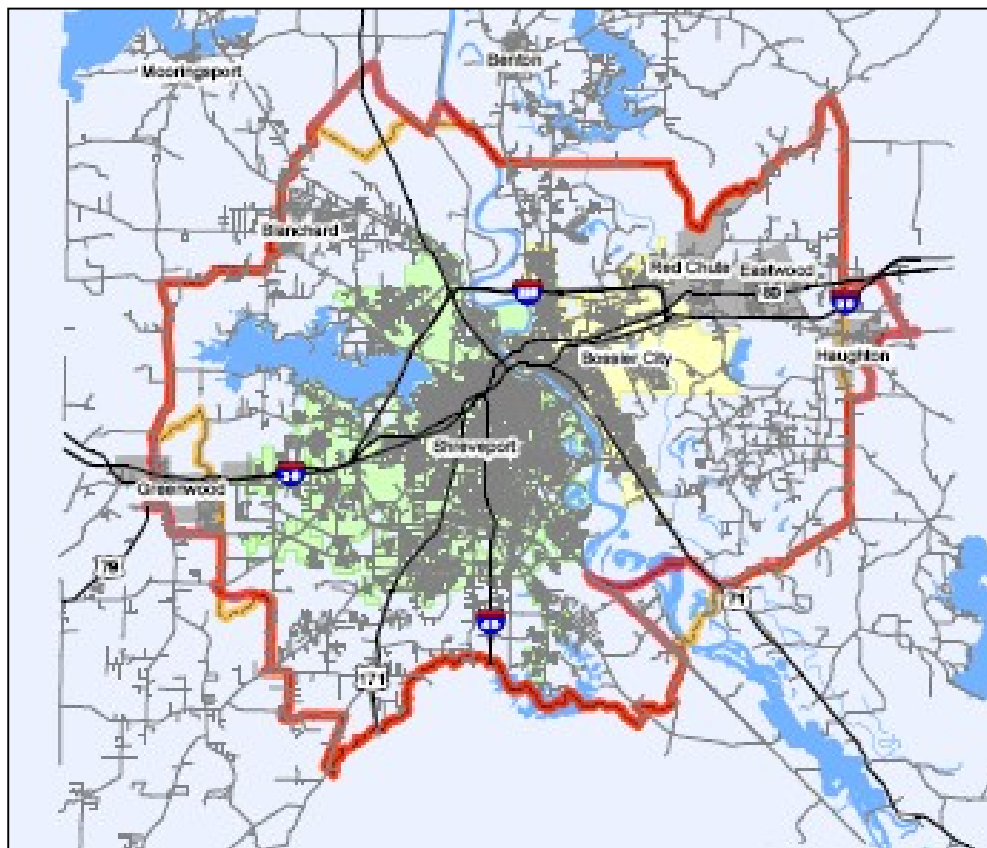 Mooringsport
Benton
Blanchard
Red Chute
Eastwood
80
Bossier City
Haughton
Shreveport
Greenwood
79
71
171